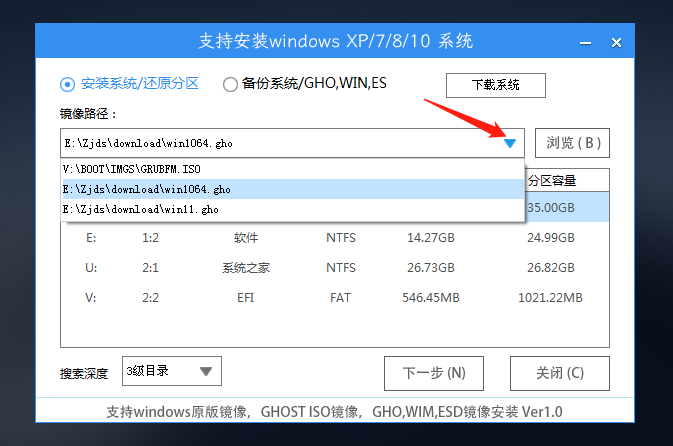 支持安装windows XP/7/8/10 系统
安装系统/还原分区 备份系统/GHO,WIN,ES 下载系统
镜像路径：
E:\Zjds\download\win1064.gho 浏览 ( B )
V:\BOOT\IMGS\GRUBFM.ISO
分区容量
E:\Zjds\download\win1064.gho
E:\Zjds\download\win11.gho 35.00GB
E: 1:2 软件 NTFS 14.27GB 24.99GB
U: 2:1 系统之家 NTFS 26.73GB 26.82GB
V: 2:2 EFI FAT 546.45MB 1021.22MB
搜索深度 3级目录 下一步 (N) 关闭 (C)
支持windows原版镜像，GHOST ISO镜像，GHO,WIM,ESD镜像安装 Ver1.0